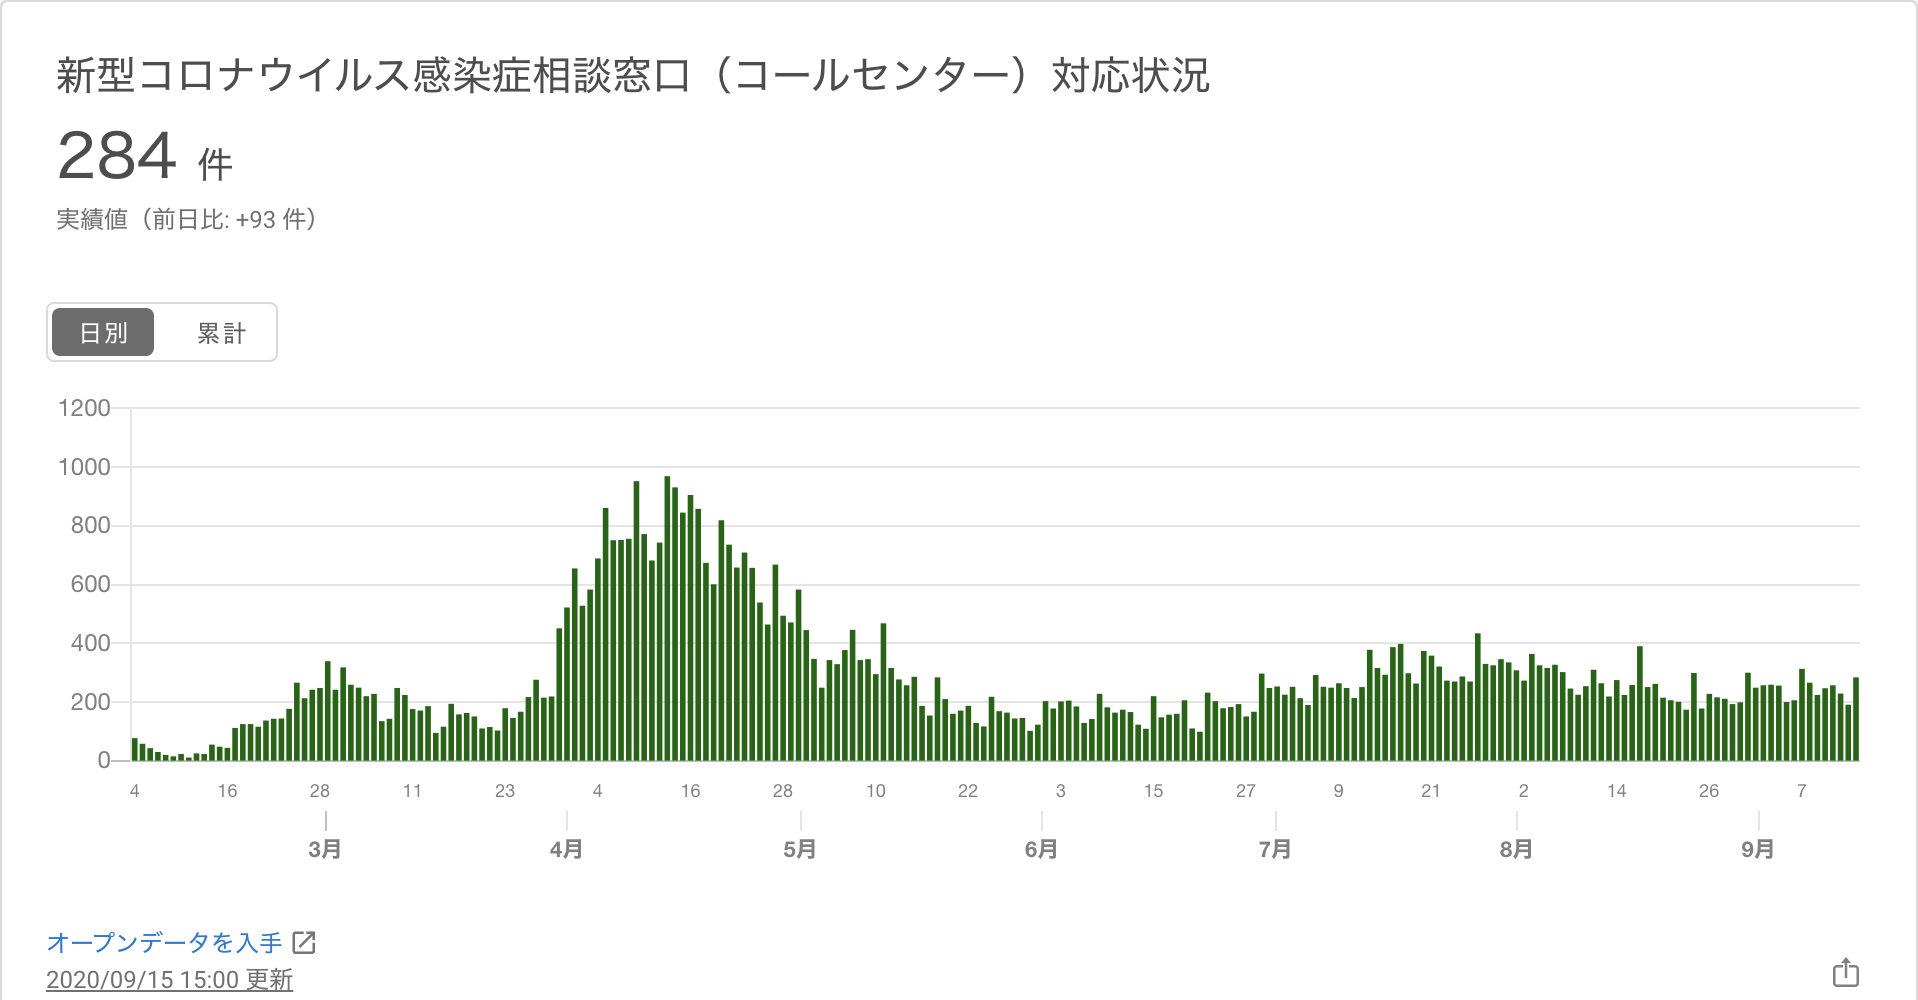 新型コロナウイルス感染症相談窓口（コールセンター）対応状況
284 件
実績値（前日比: +93 件）
日別 累計
1200
1000
800
600
400
200
0
4 16 28 11 23 4 16 28 10 22 3 15 27 9 21 2 14 26 7
3月 4月 5月 6月 7月 8月 9月
オープンデータを入手
2020/09/15 15:00 更新